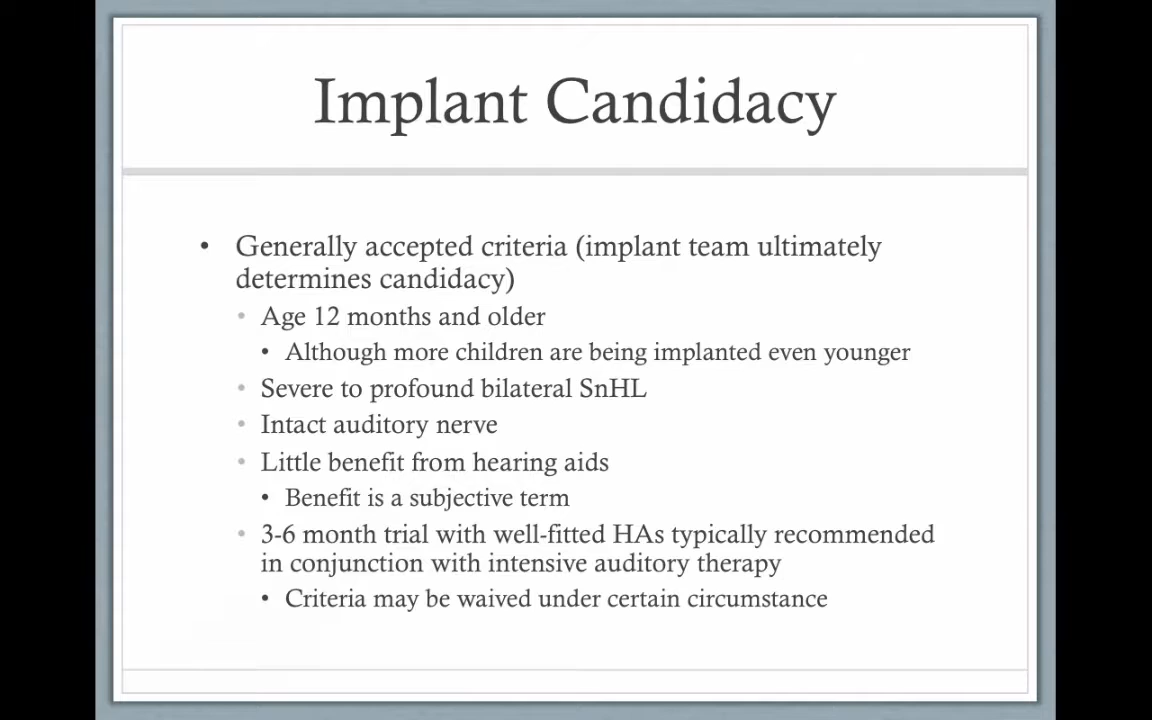 Implant Candidacy
• Generally accepted criteria (implant team ultimately
determines candidacy)
• Age 12 months and older
• Although more children are being implanted even younger
• Severe to profound bilateral SnHL
• Intact auditory nerve
• Little benefit from hearing aids
• Benefit is a subjective term
• 3-6 month trial with well-fitted HAs typically recommended
in conjunction with intensive auditory therapy
• Criteria may be waived under certain circumstance